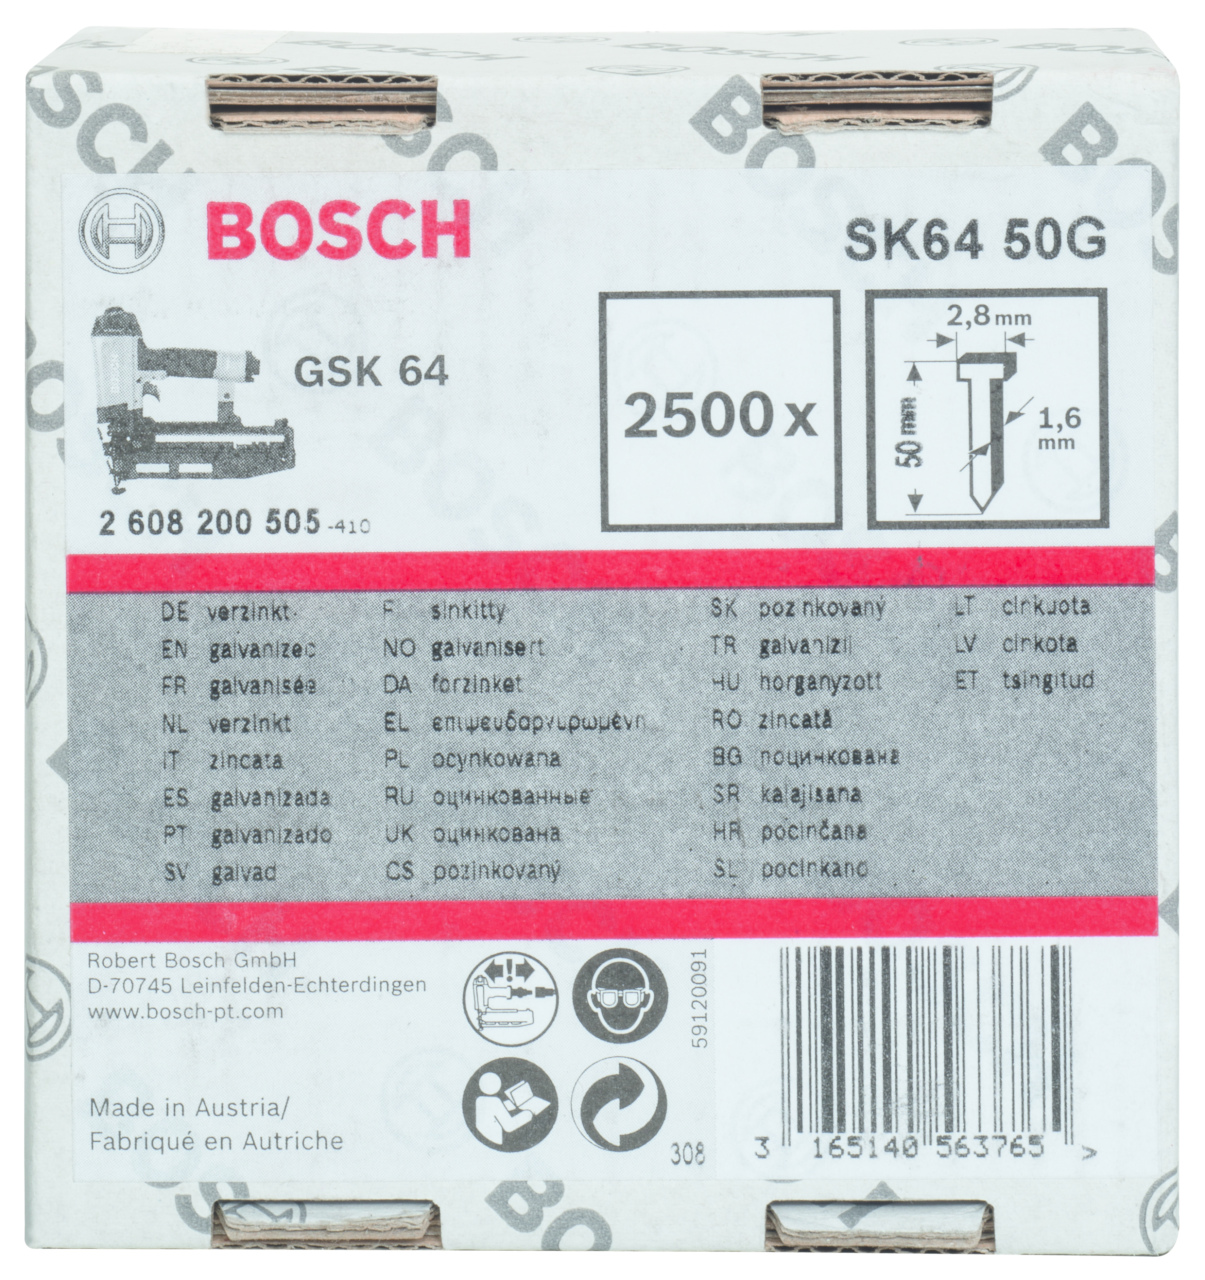 BOSCH
SK64 50G
GSK 64
2500 x
2,8 mm
50 mm
1,6
mm
2 608 200 505 -410
DE verzinkt
EN galvanized
FR galvanisée
NL verzinkt
IT zincata
ES galvanizada
PT galvanizado
SV galvad
FI sinkitty
NO galvanisert
DA forzinket
EL επιψευδαργυρωμένη
PL ocynkowana
RU оцинкованные
UK оцинкована
CS pozinkovaný
SK pozinkovaný
TR galvanizli
HU horganyzott
RO zincată
BG поцинкована
SR kalajisana
HR pocinčana
SL pocinkano
LT cinkuota
LV cinkota
ET tsingitud
Robert Bosch GmbH
D-70745 Leinfelden-Echterdingen
www.bosch-pt.com
Made in Austria/
Fabriqué en Autriche
59120091
308
3 165140 563765 >